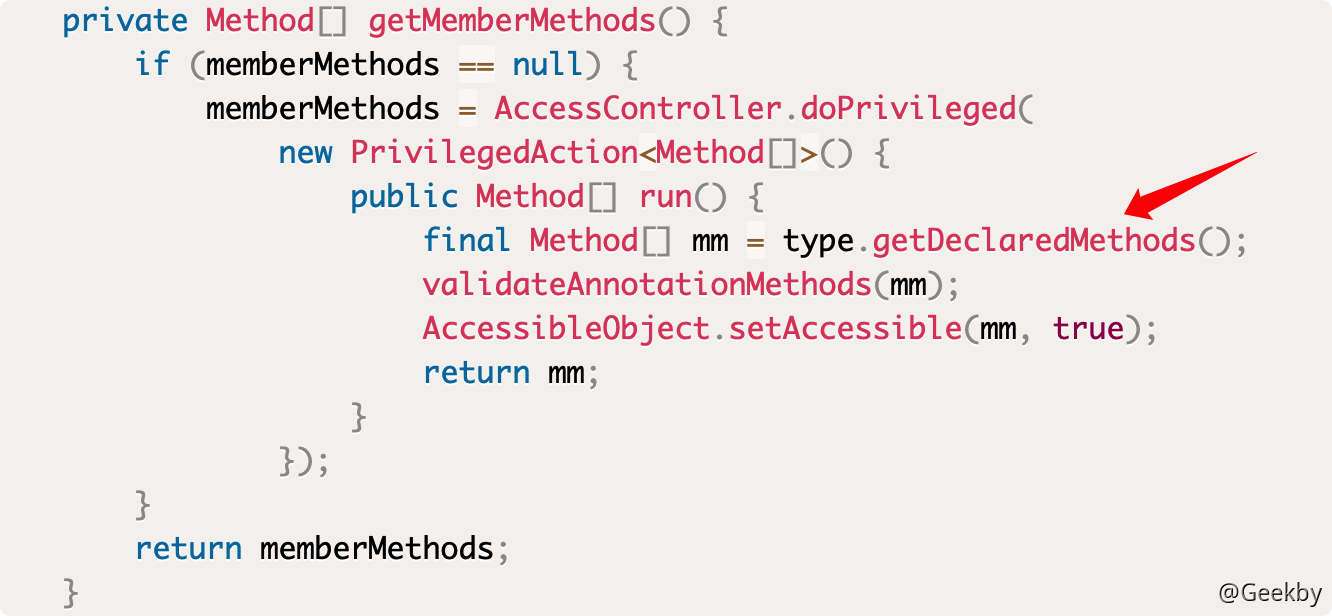 private Method[] getMemberMethods() {
    if (memberMethods == null) {
        memberMethods = AccessController.doPrivileged(
            new PrivilegedAction<Method[]>() {
                public Method[] run() {
                    final Method[] mm = type.getDeclaredMethods();
                    validateAnnotationMethods(mm);
                    AccessibleObject.setAccessible(mm, true);
                    return mm;
                }
            });
    }
    return memberMethods;
}
@Geekby